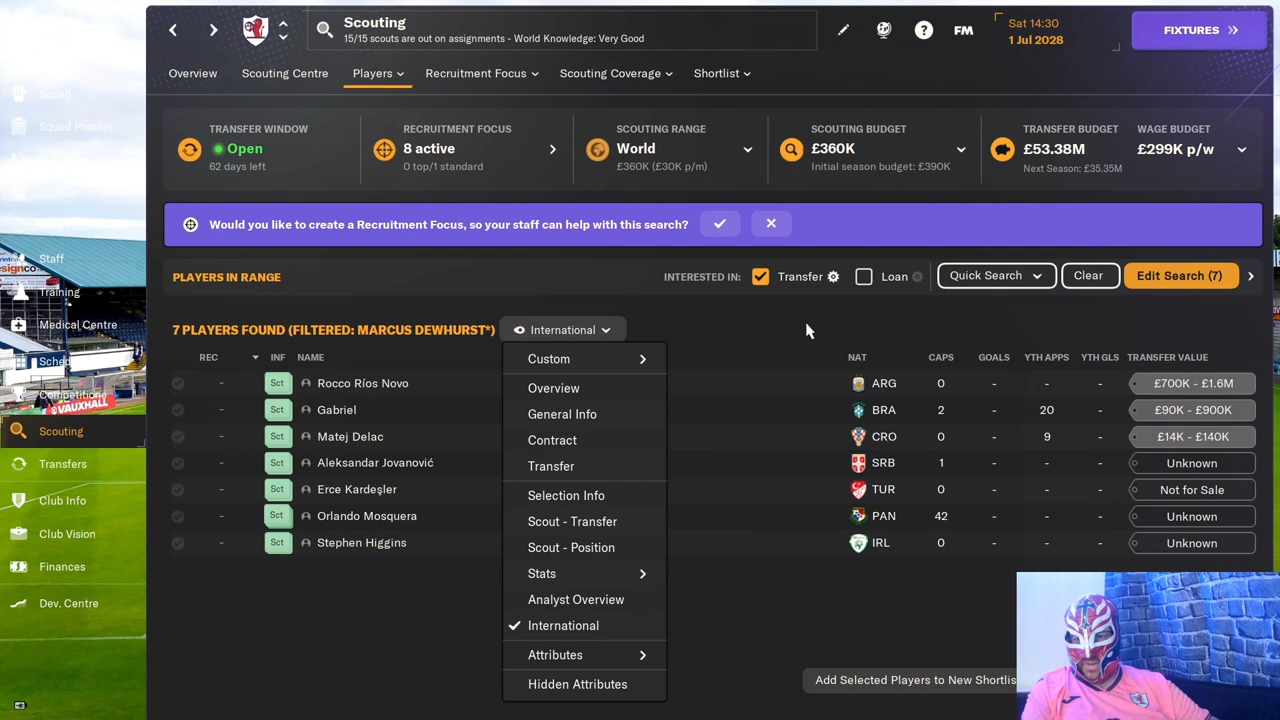 Scouting
15/15 scouts are out on assignments - World Knowledge: Very Good
FM
Sat 14:30
1 Jul 2028
FIXTURES
Overview
Scouting Centre
Players
Recruitment Focus
Scouting Coverage
Shortlist
TRANSFER WINDOW
Open
62 days left
RECRUITMENT FOCUS
8 active
0 top/1 standard
SCOUTING RANGE
World
£360K (£30K p/m)
SCOUTING BUDGET
£360K
Initial season budget: £390K
TRANSFER BUDGET
£53.38M
Next Season: £35.35M
WAGE BUDGET
£299K p/w
Would you like to create a Recruitment Focus, so your staff can help with this search?
PLAYERS IN RANGE
INTERESTED IN: Transfer Loan
Quick Search
Clear
Edit Search (7)
7 PLAYERS FOUND (FILTERED: MARCUS DEWHURST*)
International
REC INF NAME NAT CAPS GOALS YTH APPS YTH GLS TRANSFER VALUE
- Sct Rocco Ríos Novo ARG 0 - - - £700K - £1.6M
- Sct Gabriel BRA 2 - 20 - £90K - £900K
- Sct Matej Delac CRO 0 - 9 - £14K - £140K
- Sct Aleksandar Jovanović SRB 1 - - - Unknown
- Sct Erce Kardeşler TUR 0 - - - Not for Sale
- Sct Orlando Mosquera PAN 42 - - - Unknown
- Sct Stephen Higgins IRL 0 - - - Unknown
Custom
Overview
General Info
Contract
Transfer
Selection Info
Scout - Transfer
Scout - Position
Stats
Analyst Overview
International
Attributes
Hidden Attributes
Add Selected Players to New Shortlis
Squad
Squad Planner
Staff
Training
Medical Centre
Sched
Competitions
VAUXHALL
Scouting
Transfers
Club Info
Club Vision
Finances
Dev. Centre